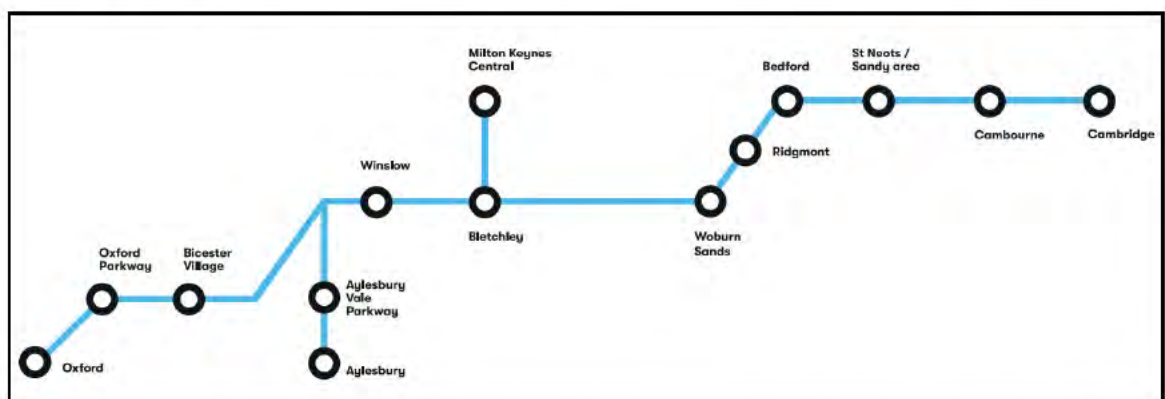 Milton Keynes
Central
Bedford
St Neots /
Sandy area
Cambourne
Cambridge
Ridgmont
Winslow
Bletchley
Woburn
Sands
Oxford
Parkway
Bicester
Village
Aylesbury
Vale
Parkway
Oxford
Aylesbury